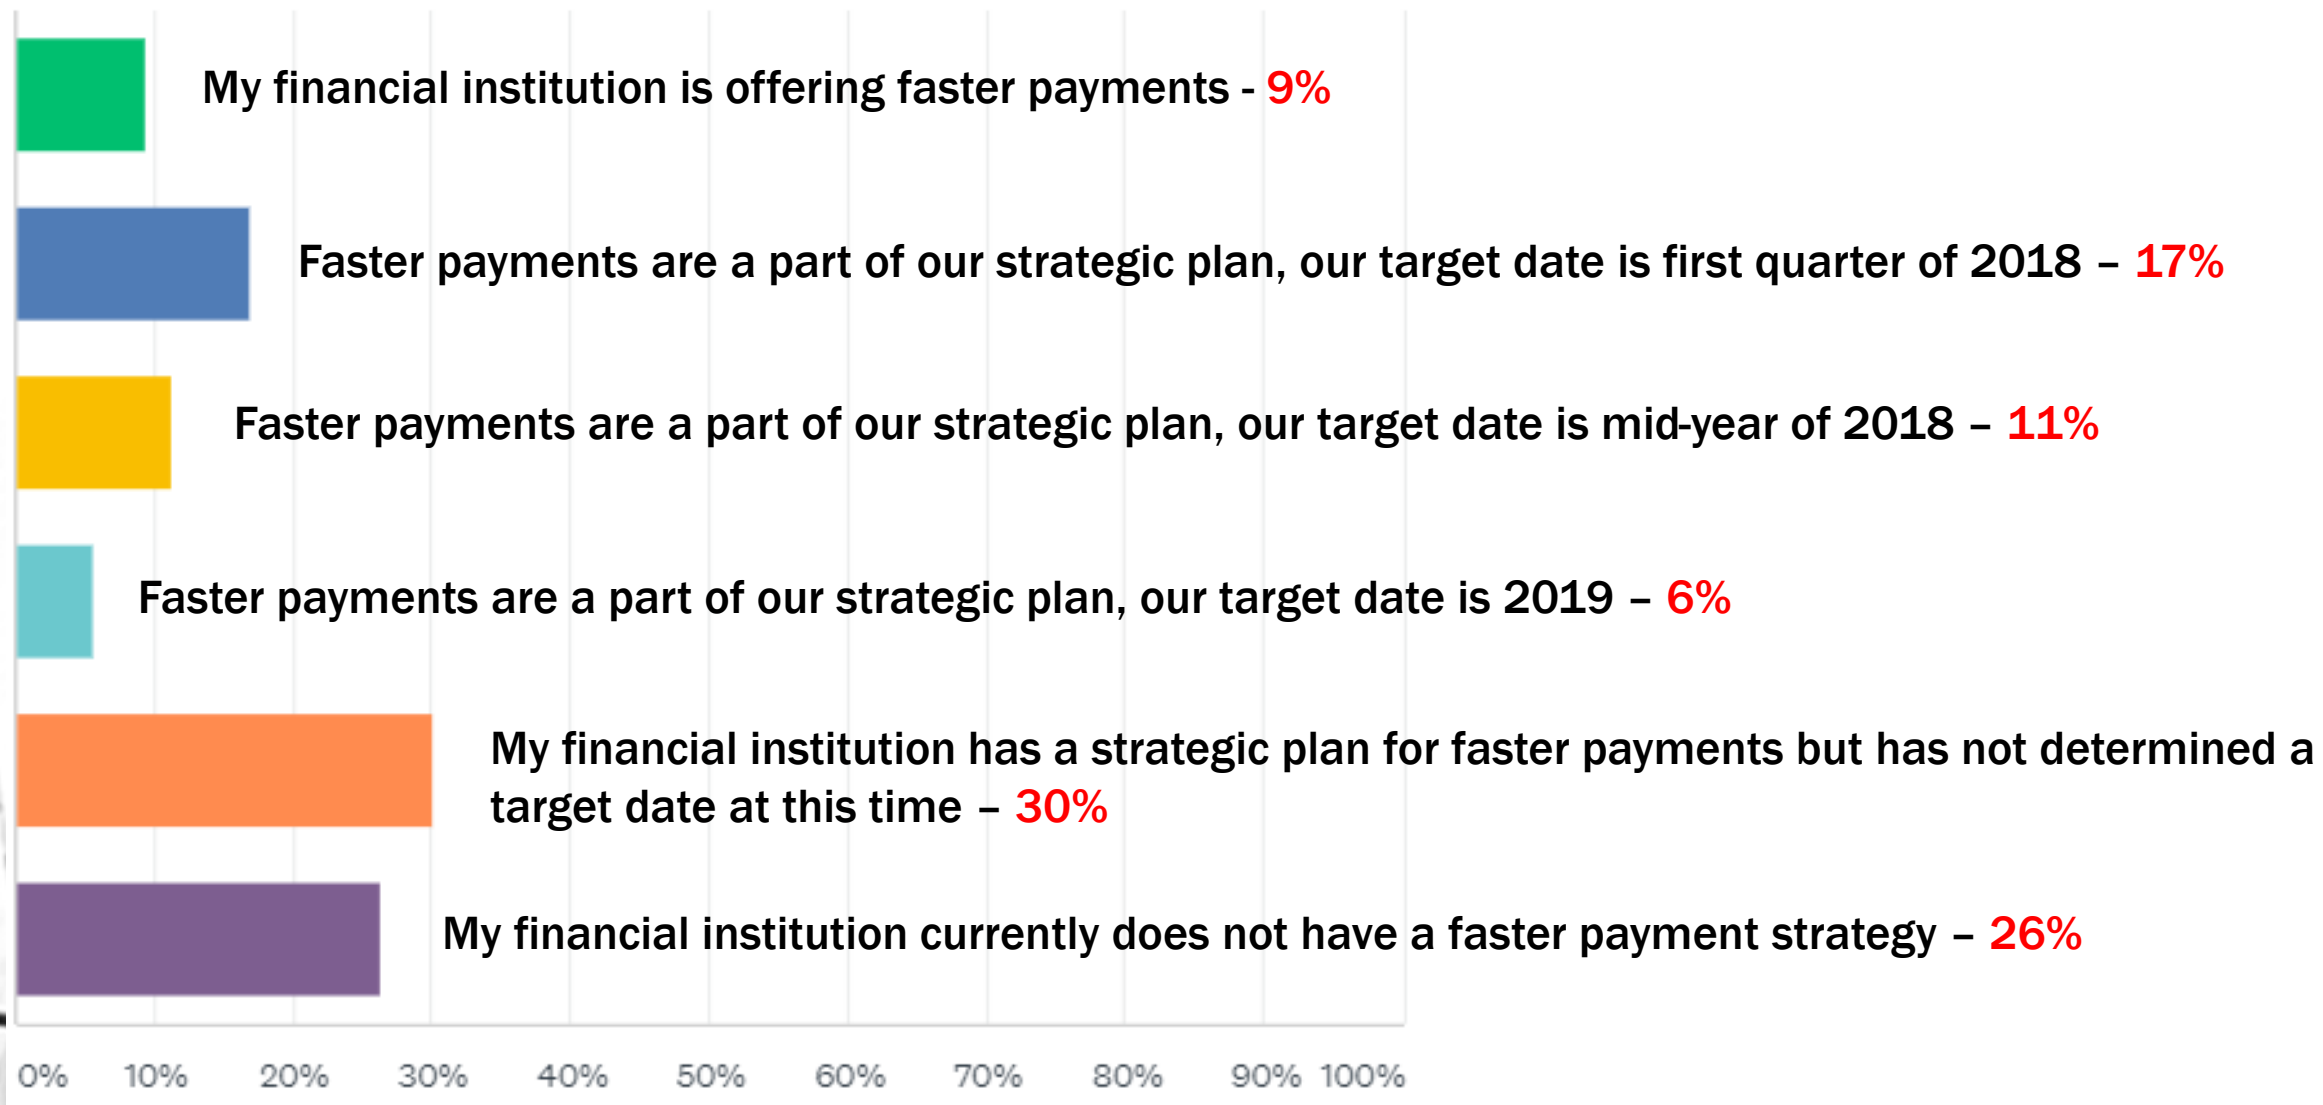 My financial institution is offering faster payments - 9%
Faster payments are a part of our strategic plan, our target date is first quarter of 2018 – 17%
Faster payments are a part of our strategic plan, our target date is mid-year of 2018 – 11%
Faster payments are a part of our strategic plan, our target date is 2019 – 6%
My financial institution has a strategic plan for faster payments but has not determined a
target date at this time – 30%
My financial institution currently does not have a faster payment strategy – 26%
0% 10% 20% 30% 40% 50% 60% 70% 80% 90% 100%